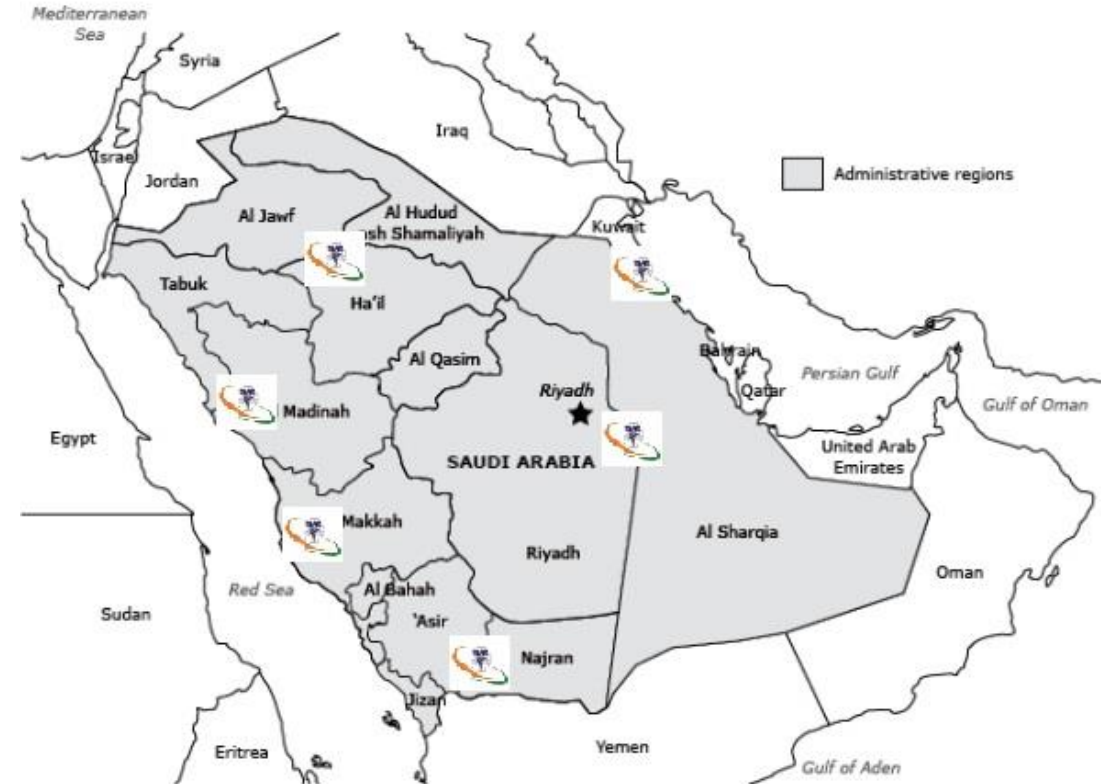 Mediterranean
Sea
Syria
Iraq
Israe
Jordan
Administrative regions
Al Jawf
Al Hudud
ash Shamaliyah
Kuwait
Tabuk
Ha'il
Al Qasim
Bahrain
Persian Gulf
Riyadh
Qatar
Gulf of Oman
Madinah
Egypt
United Arab
Emirates
SAUDI ARABIA
Makkah
Al Sharqia
Riyadh
Oman
Red Sea
Al Bahah
Sudan
'Asir
Najran
Jizan
Eritrea
Yemen
Gulf of Aden